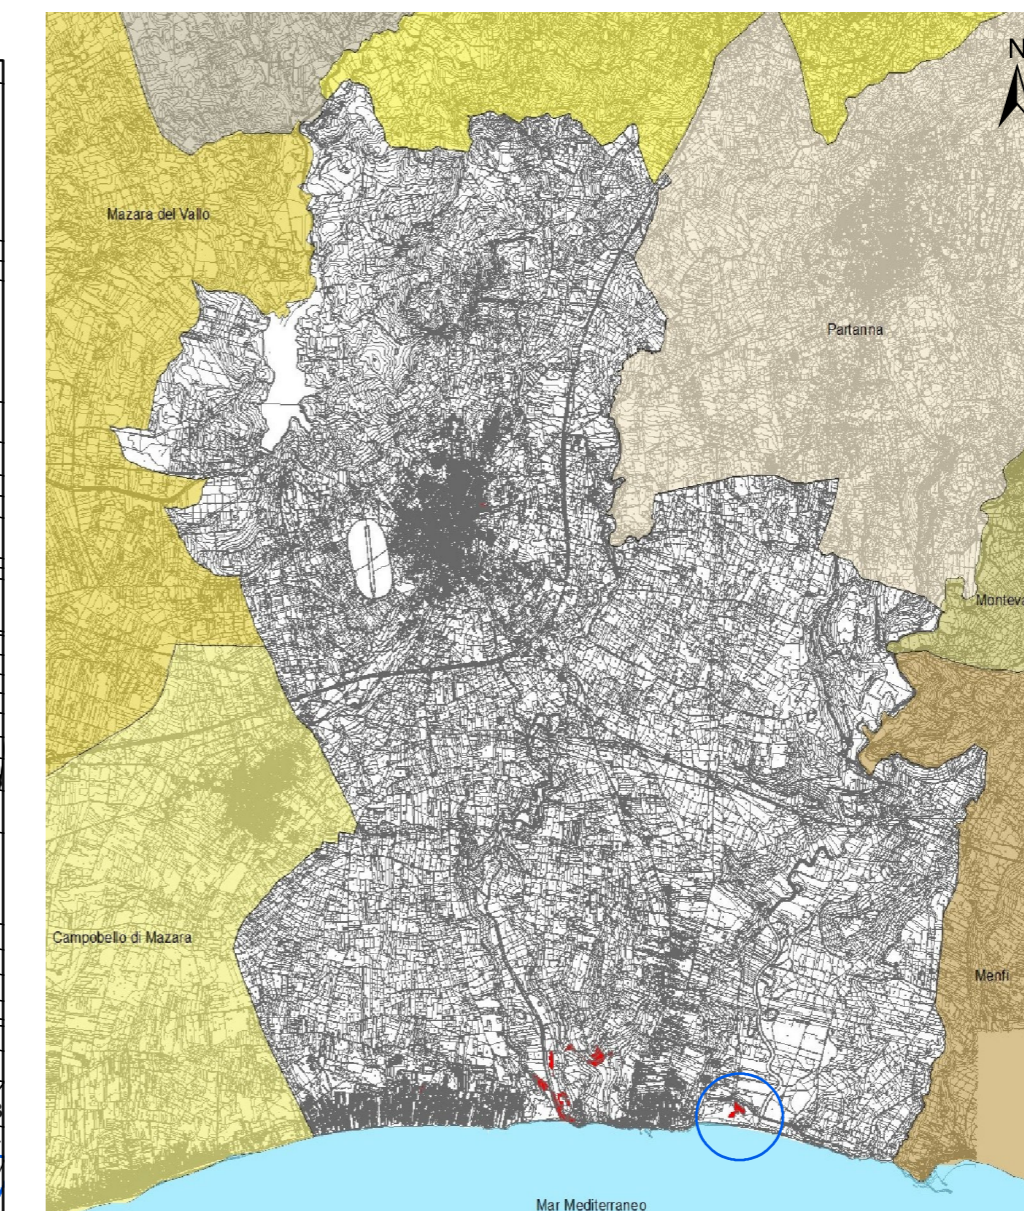 N
Mazara del Vallo
Partanna
Monteva
Campobello di Mazara
Menfi
Mar Mediterraneo